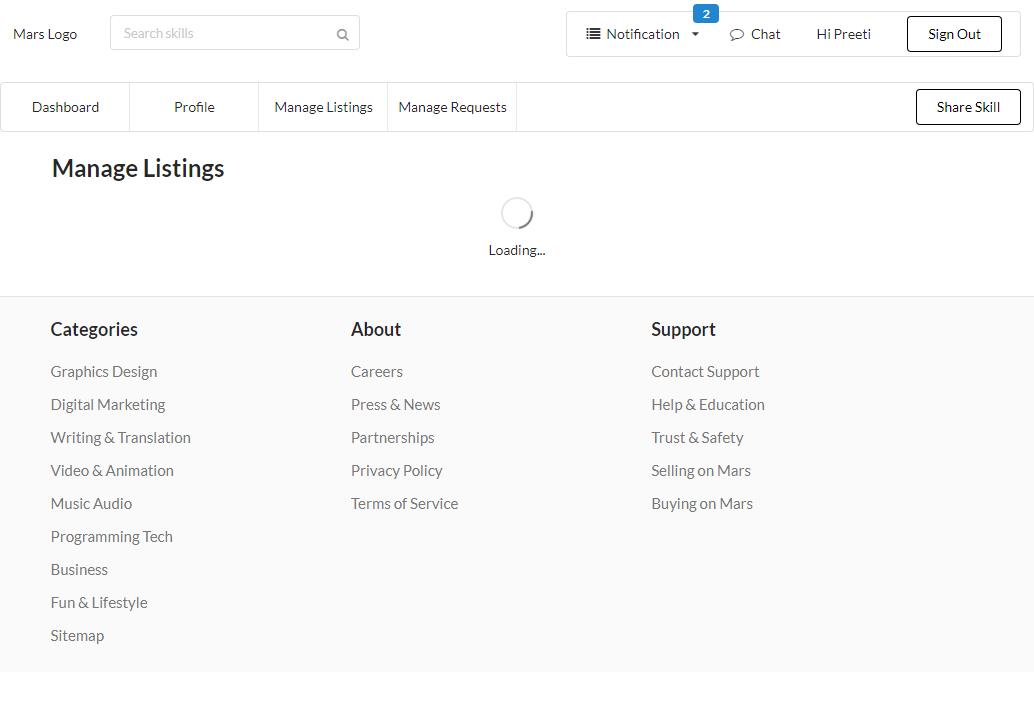 Mars Logo
Search skills
Notification
2
Chat
Hi Preeti
Sign Out
Dashboard
Profile
Manage Listings
Manage Requests
Share Skill
Manage Listings
Loading...
Categories
Graphics Design
Digital Marketing
Writing & Translation
Video & Animation
Music Audio
Programming Tech
Business
Fun & Lifestyle
Sitemap
About
Careers
Press & News
Partnerships
Privacy Policy
Terms of Service
Support
Contact Support
Help & Education
Trust & Safety
Selling on Mars
Buying on Mars